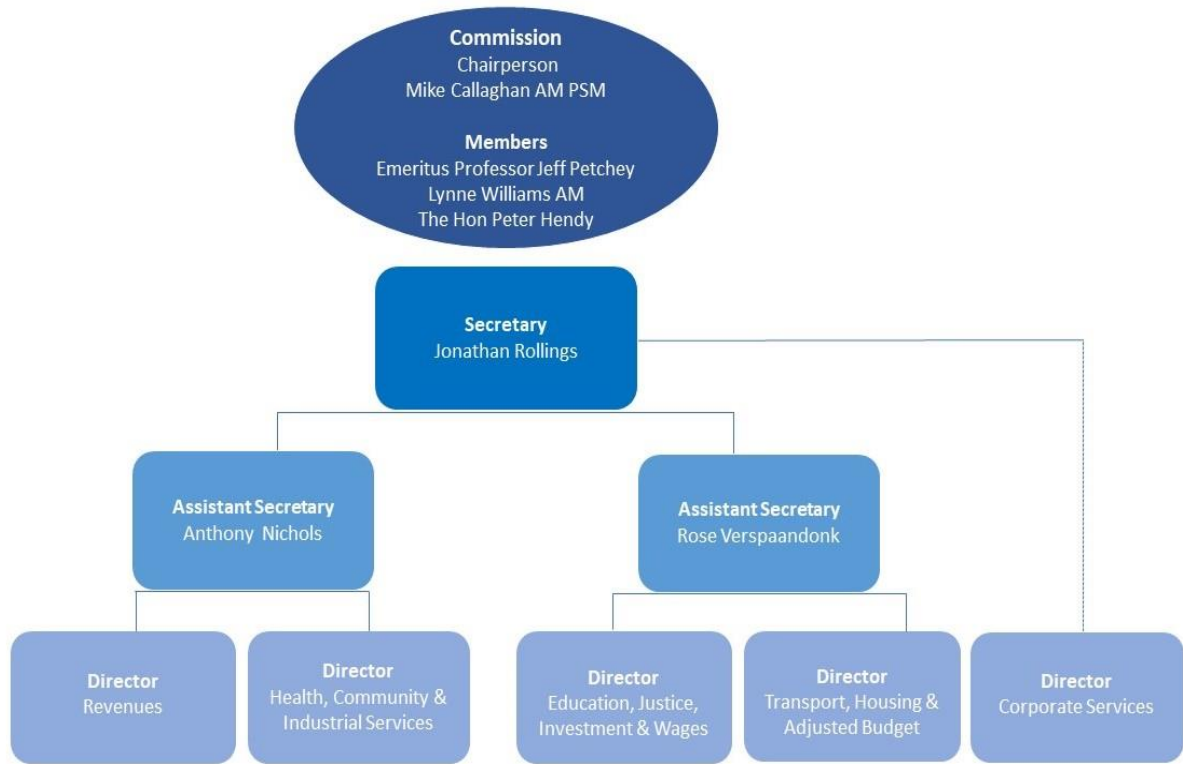 Commission
Chairperson
Mike Callaghan AM PSM
Members
Emeritus Professor Jeff Petchey
Lynne Williams AM
The Hon Peter Hendy
Secretary
Jonathan Rollings
Assistant Secretary
Anthony Nichols
Assistant Secretary
Rose Verspaandonk
Director
Revenues
Director
Health, Community &
Industrial Services
Director
Education, Justice,
Investment & Wages
Director
Transport, Housing &
Adjusted Budget
Director
Corporate Services